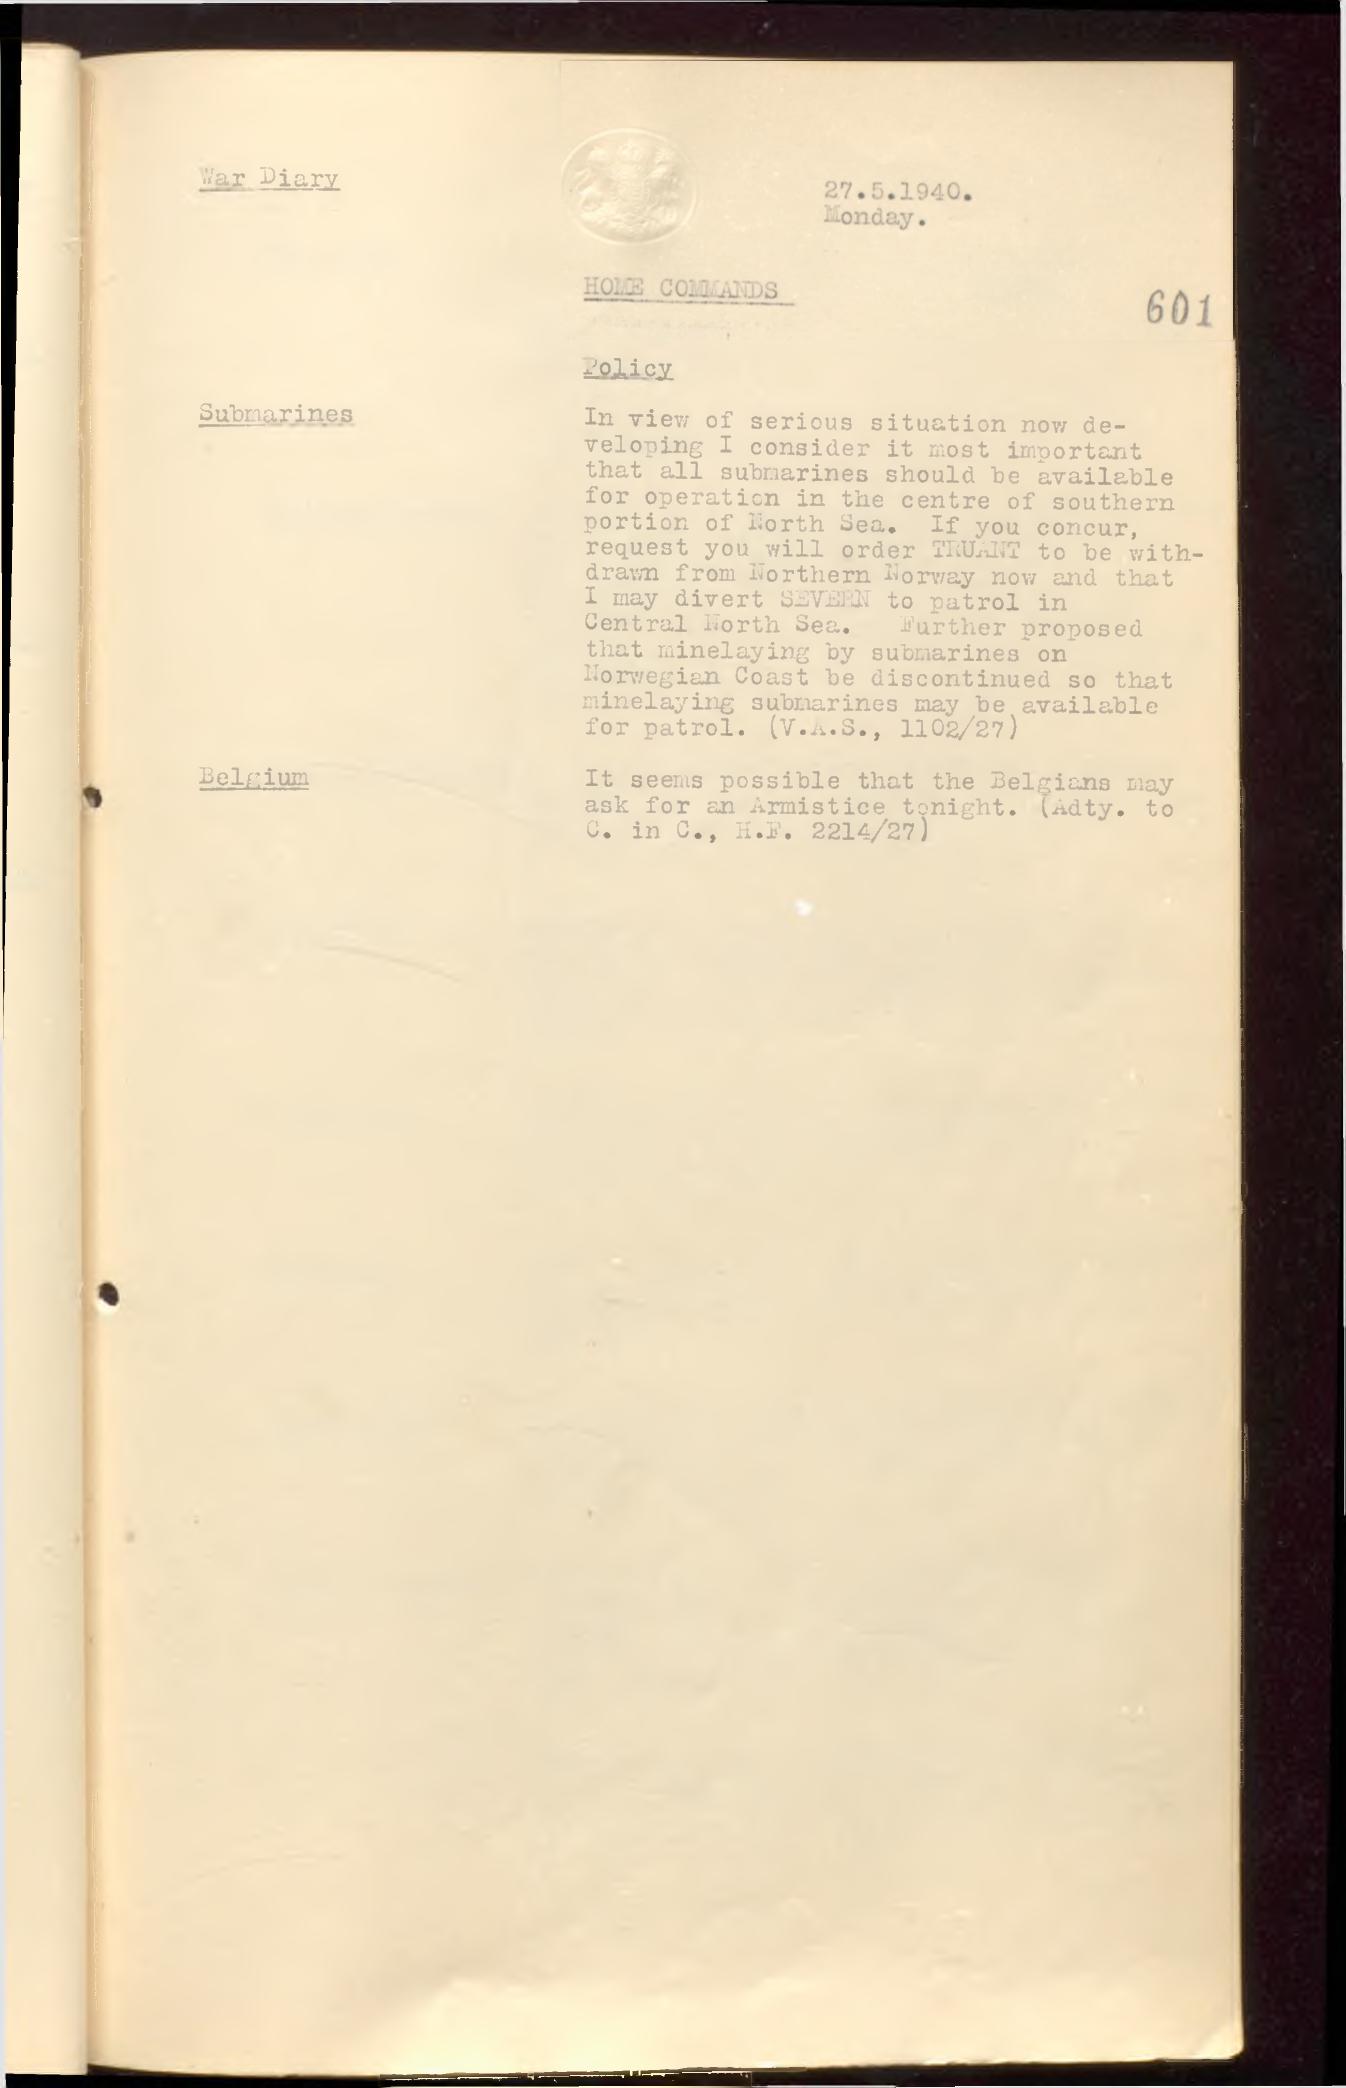 War Diary
27.5.1940.
Monday.
HOME COMMANDS
601
Policy
Submarines
In view of serious situation now de-
veloping I consider it most important
that all submarines should be available
for operation in the centre of southern
portion of North Sea. If you concur,
request you will order TRUANT to be with-
drawn from Northern Norway now and that
I may divert SEVERN to patrol in
Central North Sea. Further proposed
that minelaying by submarines on
Norwegian Coast be discontinued so that
minelaying submarines may be available
for patrol. (V.A.S., 1102/27)
Belgium
It seems possible that the Belgians may
ask for an Armistice tonight. (Adty. to
C. in C., H.F. 2214/27)